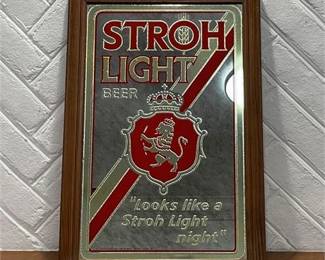 STROH
LIGHT
BEER
"Looks like a
Stroh Light
night"